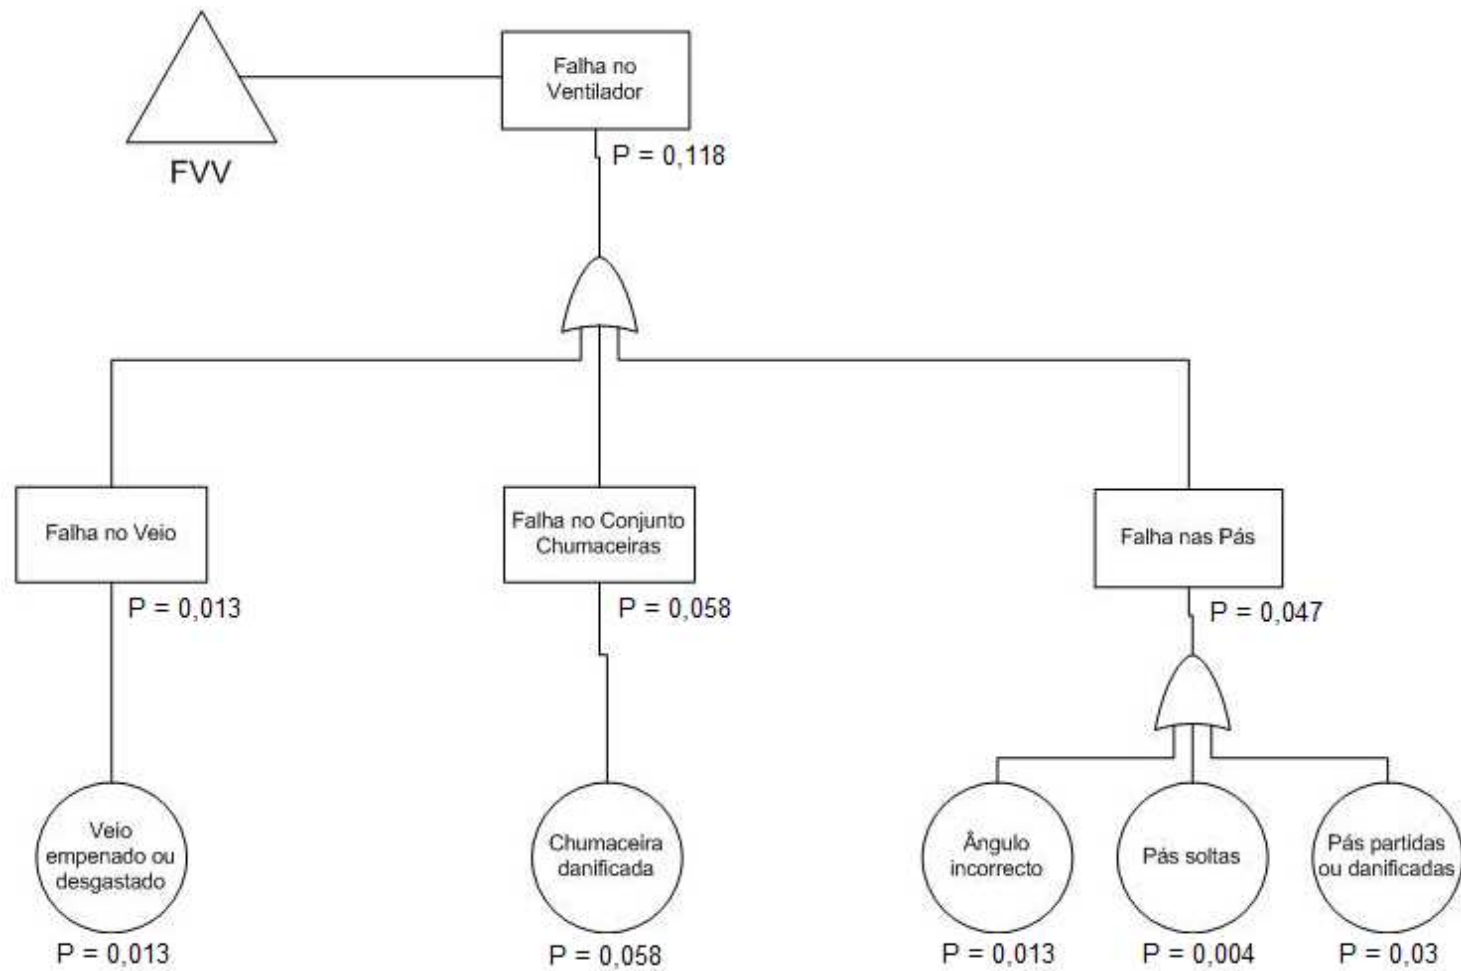 Falha no
Ventilador
FVV
P = 0,118
Falha no Veio
P = 0,013
Falha no Conjunto
Chumaceiras
P = 0,058
Falha nas Pás
P = 0,047
Veio
empenado ou
desgastado
P = 0,013
Chumaceira
danificada
P = 0,058
Ângulo
incorrecto
P = 0,013
Pás soltas
P = 0,004
Pás partidas
ou danificadas
P = 0,03